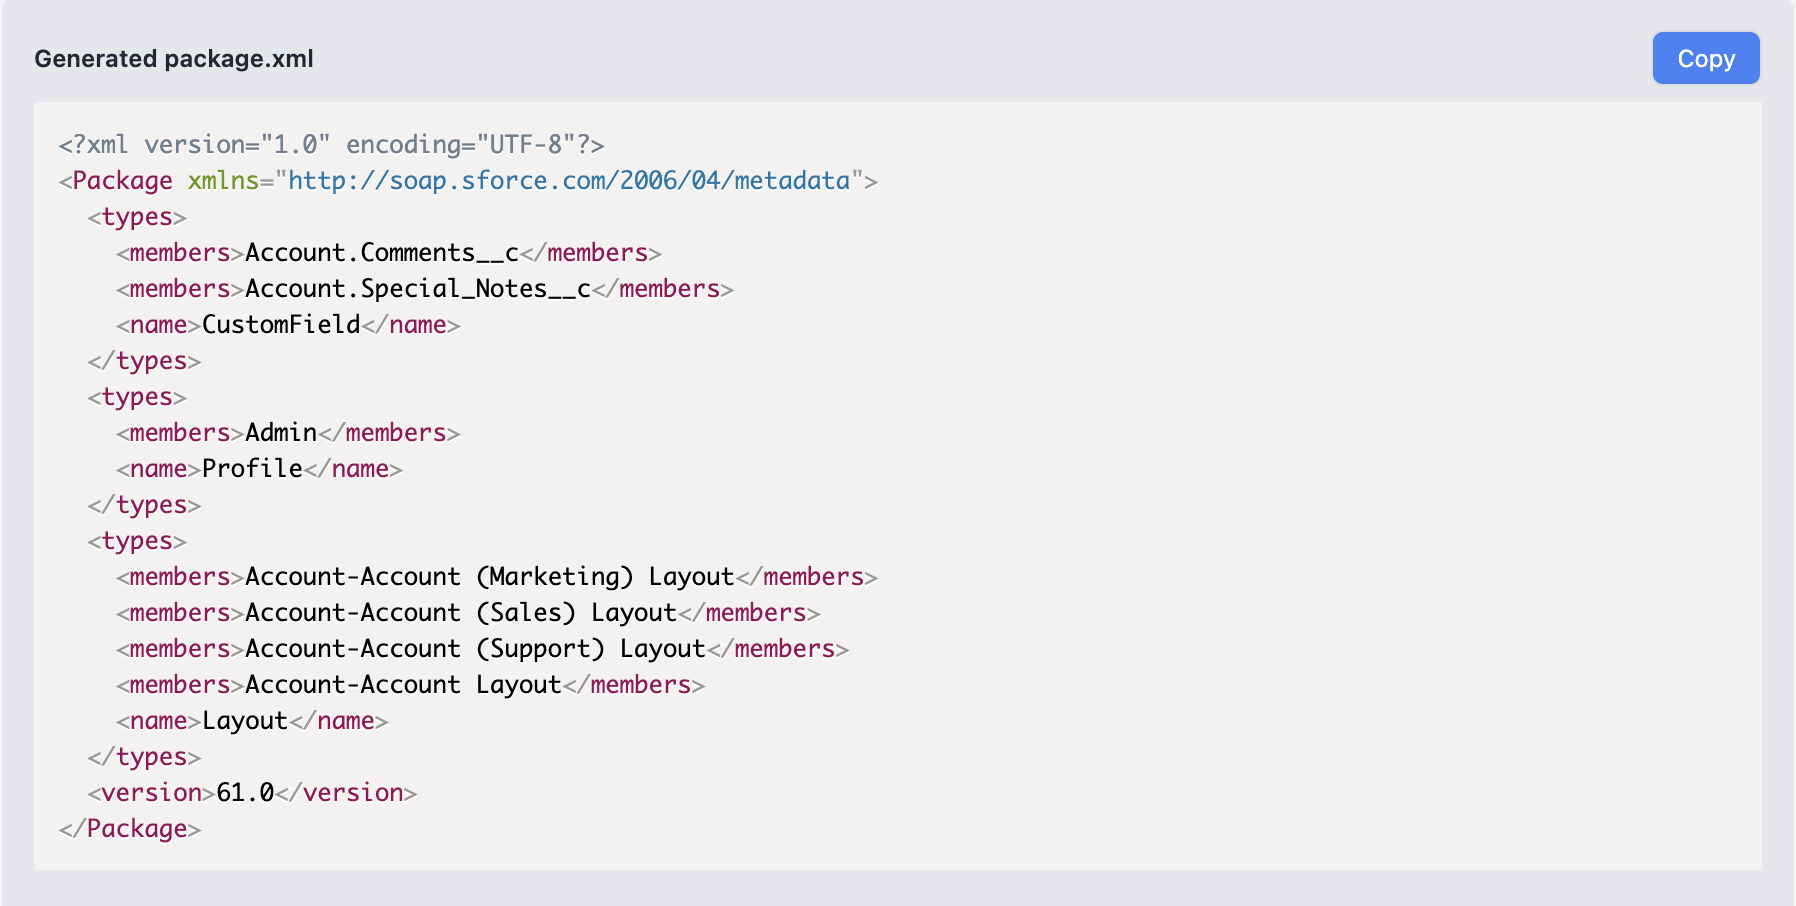 Generated package.xml
Copy
<?xml version="1.0" encoding="UTF-8"?>
<Package xmlns="http://soap.sforce.com/2006/04/metadata">
  <types>
    <members>Account.Comments__c</members>
    <members>Account.Special_Notes__c</members>
    <name>CustomField</name>
  </types>
  <types>
    <members>Admin</members>
    <name>Profile</name>
  </types>
  <types>
    <members>Account-Account (Marketing) Layout</members>
    <members>Account-Account (Sales) Layout</members>
    <members>Account-Account (Support) Layout</members>
    <members>Account-Account Layout</members>
    <name>Layout</name>
  </types>
  <version>61.0</version>
</Package>